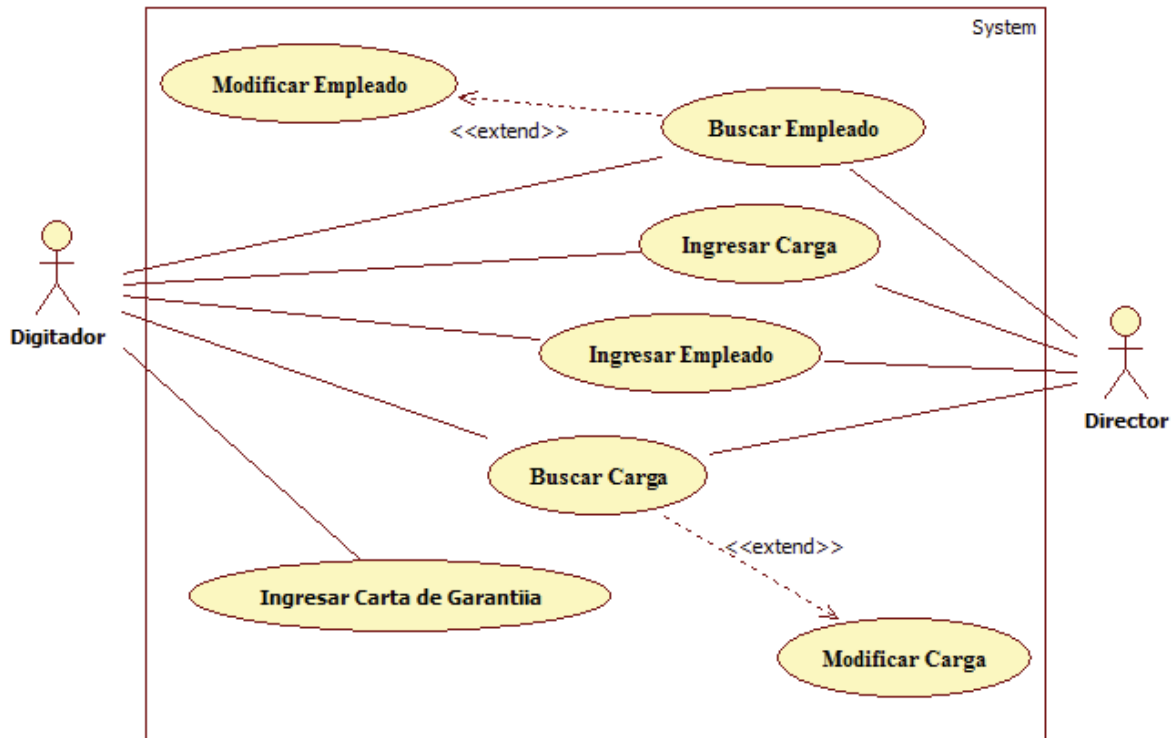 System
Modificar Empleado
Buscar Empleado
<<extend>>
Ingresar Carga
Digitador
Ingresar Empleado
Director
Buscar Carga
<<extend>>
Ingresar Carta de Garantiia
Modificar Carga